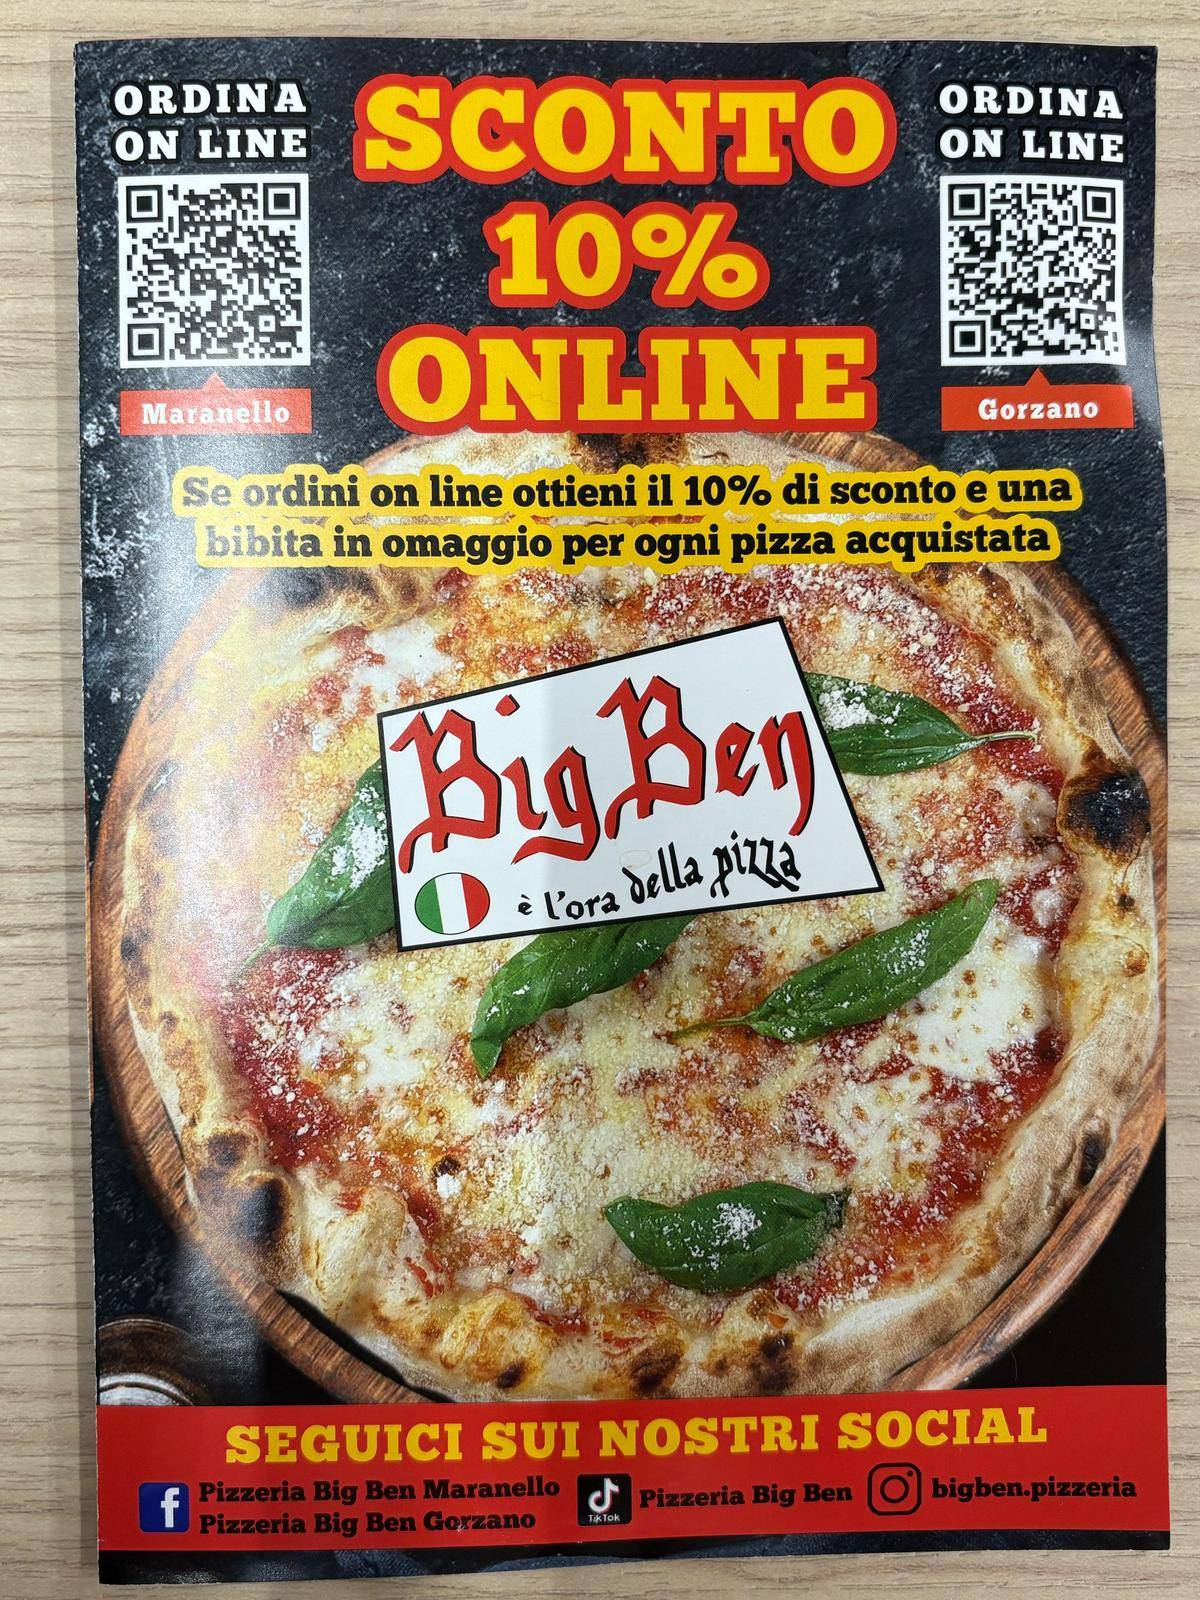 ORDINA
ON LINE
SCONTO
10%
ONLINE
ORDINA
ON LINE
Maranello
Gorzano
Se ordini on line ottieni il 10% di sconto e una
bibita in omaggio per ogni pizza acquistata
Big Ben
è l'ora della pizza
SEGUICI SUI NOSTRI SOCIAL
f
Pizzeria Big Ben Maranello
Pizzeria Big Ben Gorzano
TikTok
Pizzeria Big Ben
bigben.pizzeria